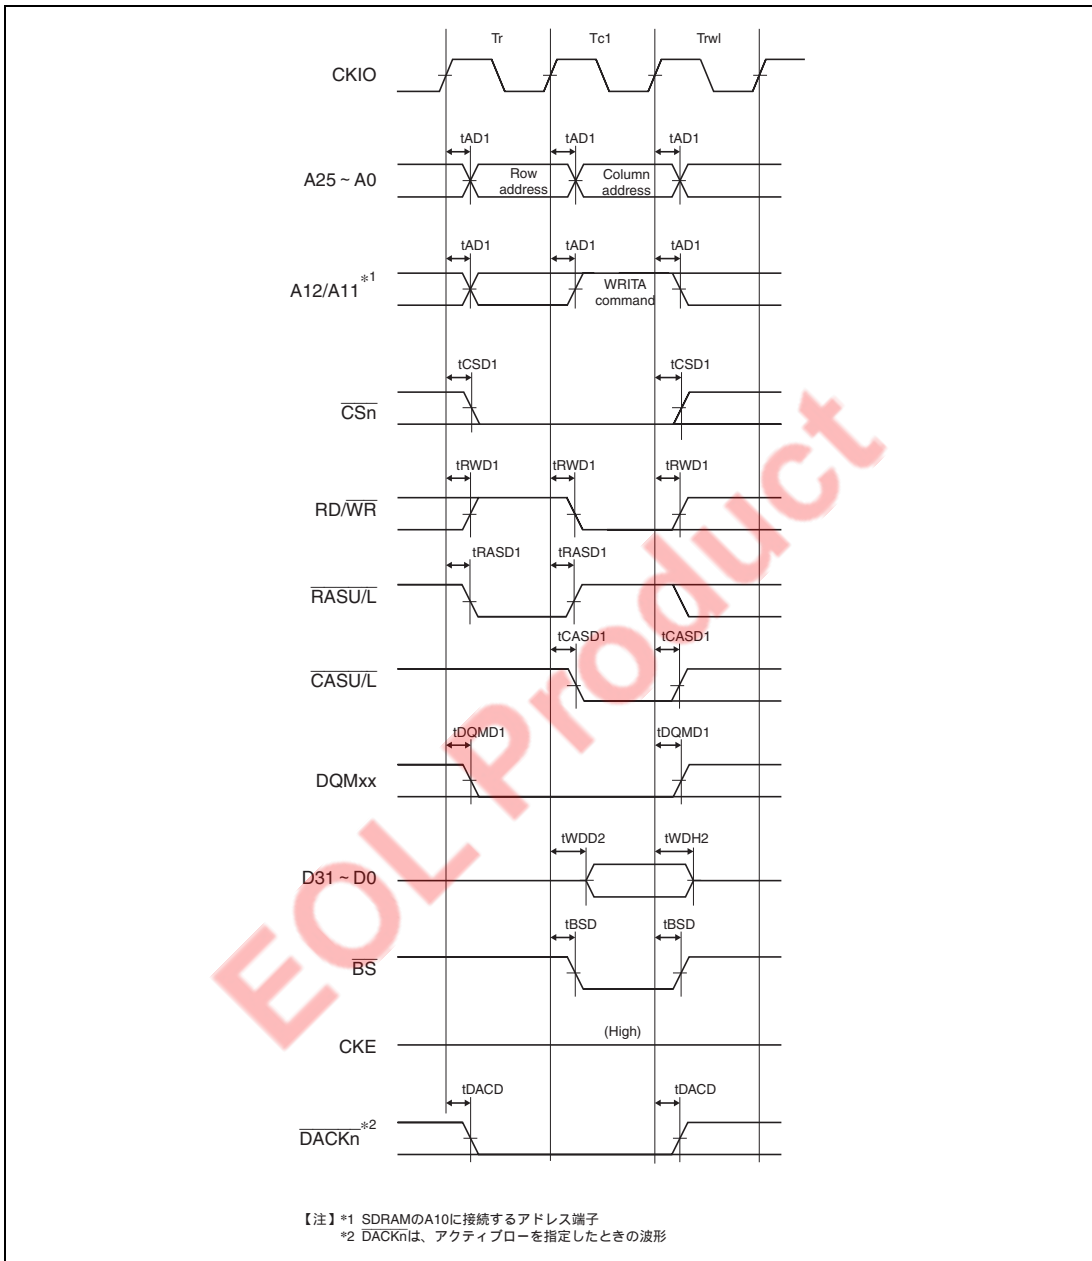 Tr Tc1 Trwl
CKIO
tAD1 tAD1 tAD1
A25 ~ A0 Row address Column address
tAD1 tAD1 tAD1
A12/A11*1 WRITA command
tCSD1 tCSD1
CSn
tRWD1 tRWD1 tRWD1
RD/WR
tRASD1 tRASD1
RASU/L
tCASD1 tCASD1
CASU/L
tDQMD1 tDQMD1
DQMxx
tWDD2 tWDH2
D31 ~ D0
tBSD tBSD
BS
(High)
CKE
tDACD tDACD
DACKn*2
【注】*1 SDRAMのA10に接続するアドレス端子
*2 DACKnは、アクティブローを指定したときの波形
EOL Product